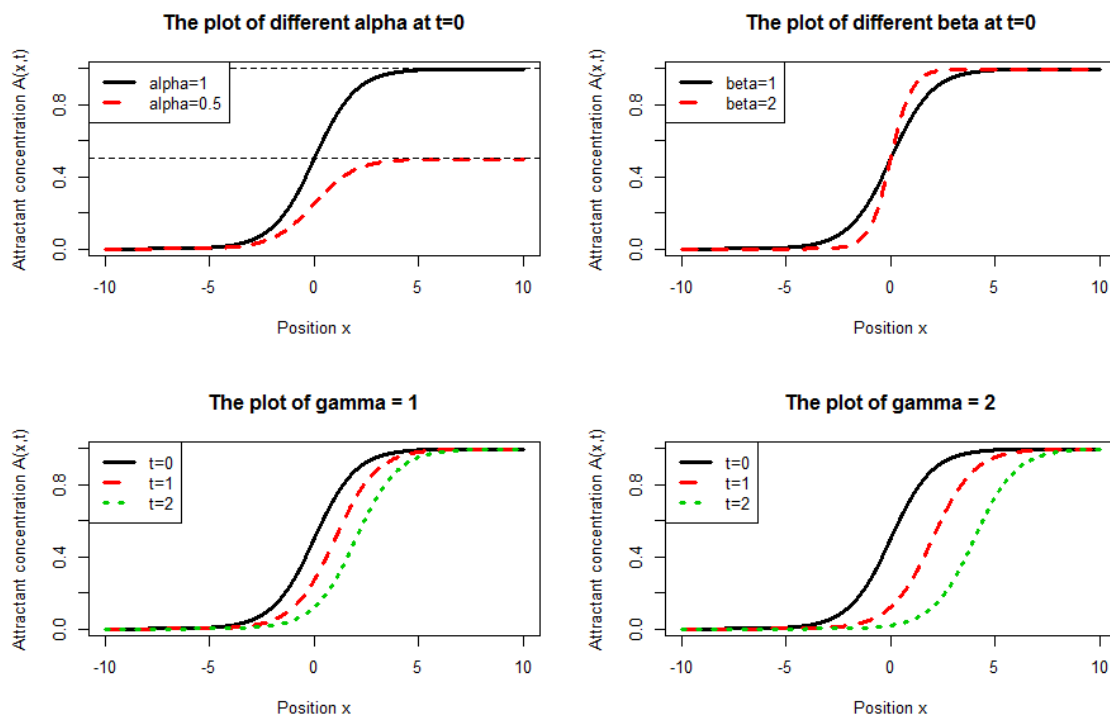 The plot of different alpha at t=0
Attractant concentration A(x,t)
0.0 0.4 0.8
alpha=1
alpha=0.5
-10 -5 0 5 10
Position x
The plot of different beta at t=0
Attractant concentration A(x,t)
0.0 0.4 0.8
beta=1
beta=2
-10 -5 0 5 10
Position x
The plot of gamma = 1
Attractant concentration A(x,t)
0.0 0.4 0.8
t=0
t=1
t=2
-10 -5 0 5 10
Position x
The plot of gamma = 2
Attractant concentration A(x,t)
0.0 0.4 0.8
t=0
t=1
t=2
-10 -5 0 5 10
Position x